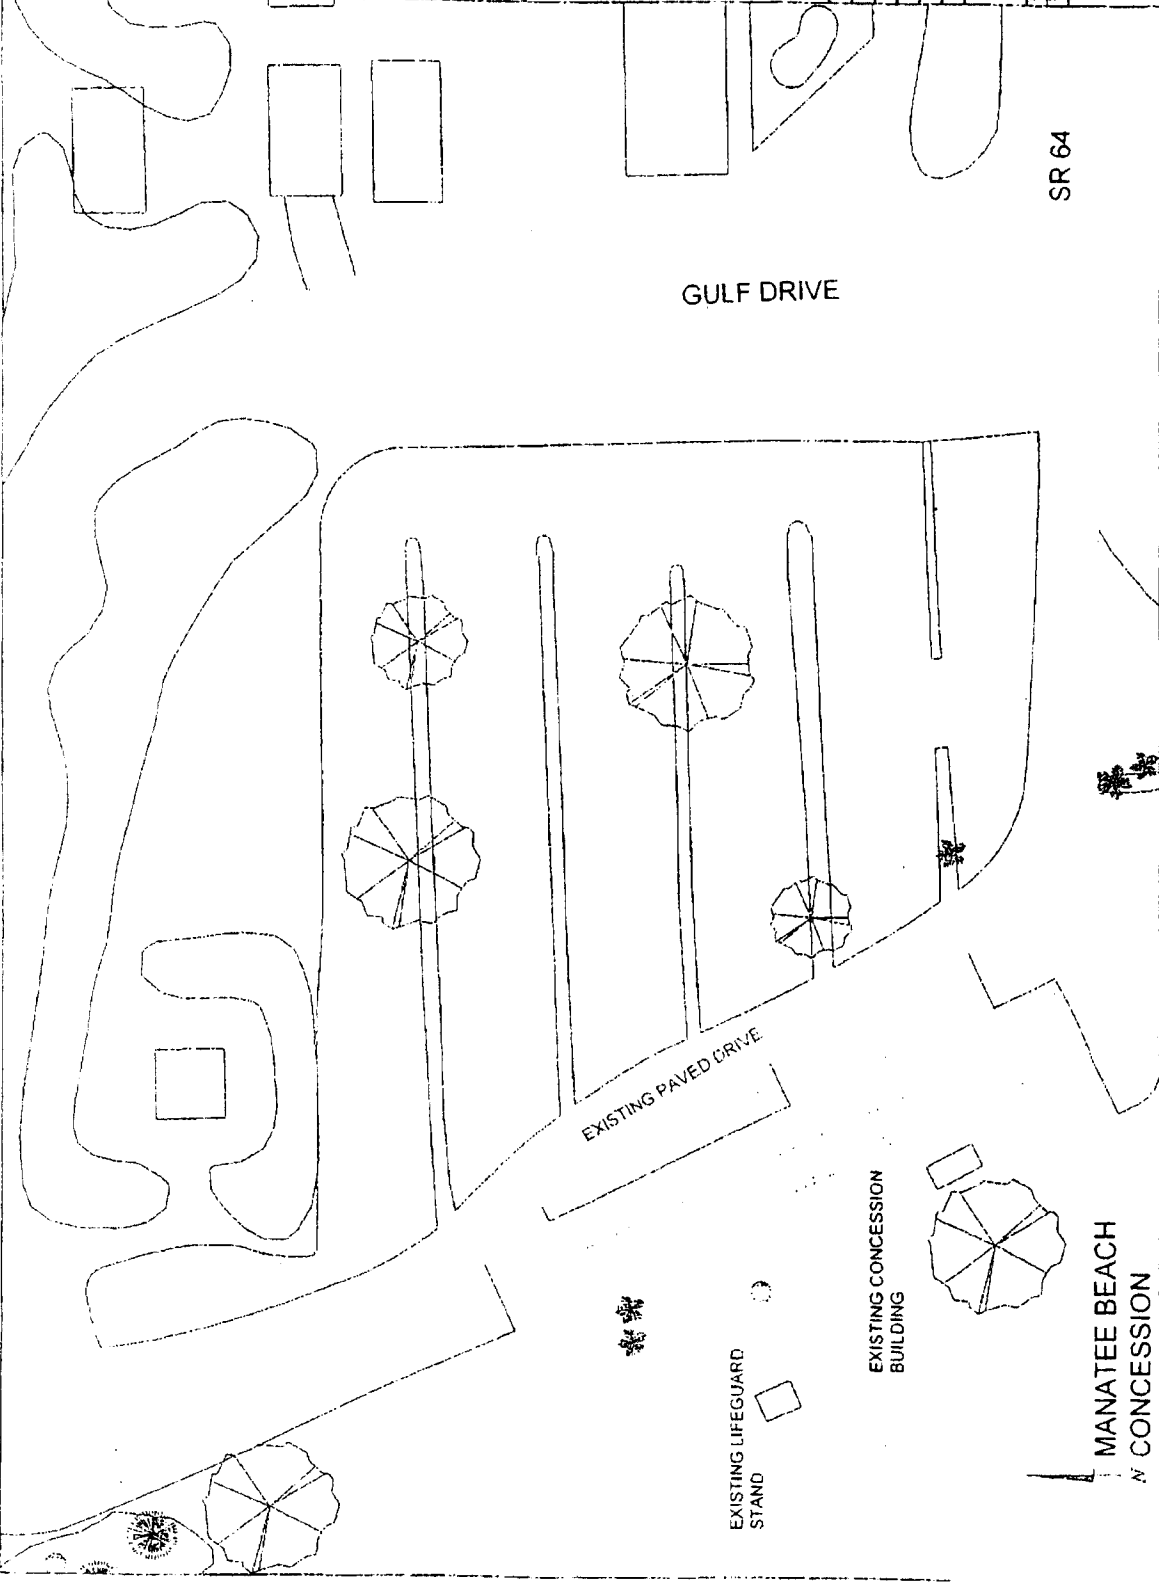 SR 64
GULF DRIVE
EXISTING PAVED DRIVE
EXISTING CONCESSION
BUILDING
EXISTING LIFEGUARD
STAND
MANATEE BEACH
N CONCESSION